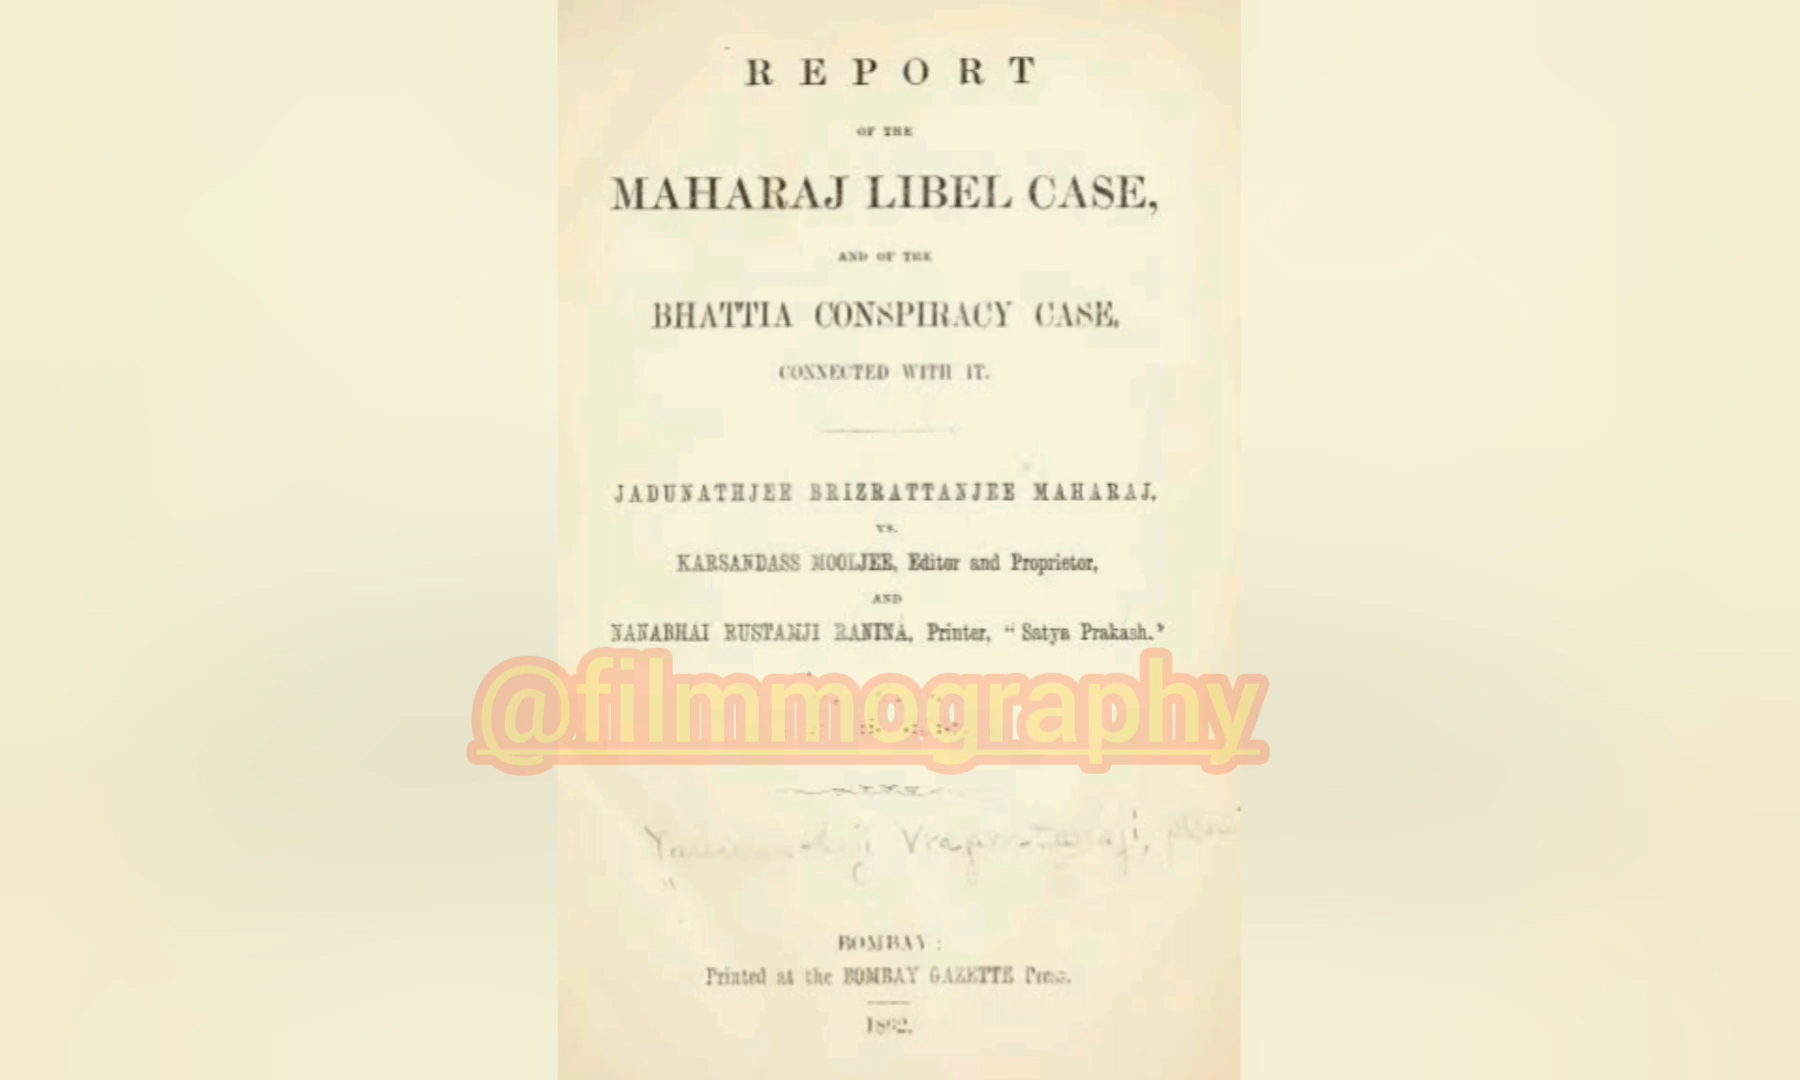 REPORT
OF THE
MAHARAJ LIBEL CASE,
AND OF THE
BHATTIA CONSPIRACY CASE,
CONNECTED WITH IT.
JADUNATHJEE BRIZRATTANJEE MAHARAJ,
VS.
KARSANDASS MOOLJEE, Editor and Proprietor,
AND
NANABHAI RUSTAMJI RANINA, Printer, "Satya Prakash."
@filmmography
BOMBAY:
Printed at the BOMBAY GAZETTE Press.
1862.